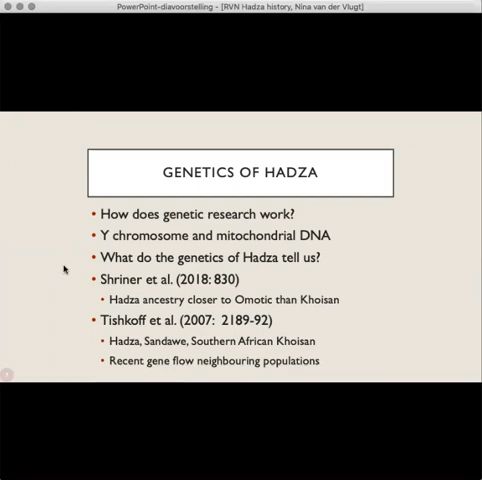 PowerPoint-diavoorstelling - [RVN Hadza history, Nina van der Vlugt]
GENETICS OF HADZA
• How does genetic research work?
• Y chromosome and mitochondrial DNA
• What do the genetics of Hadza tell us?
• Shriner et al. (2018: 830)
• Hadza ancestry closer to Omotic than Khoisan
• Tishkoff et al. (2007: 2189-92)
• Hadza, Sandawe, Southern African Khoisan
• Recent gene flow neighbouring populations